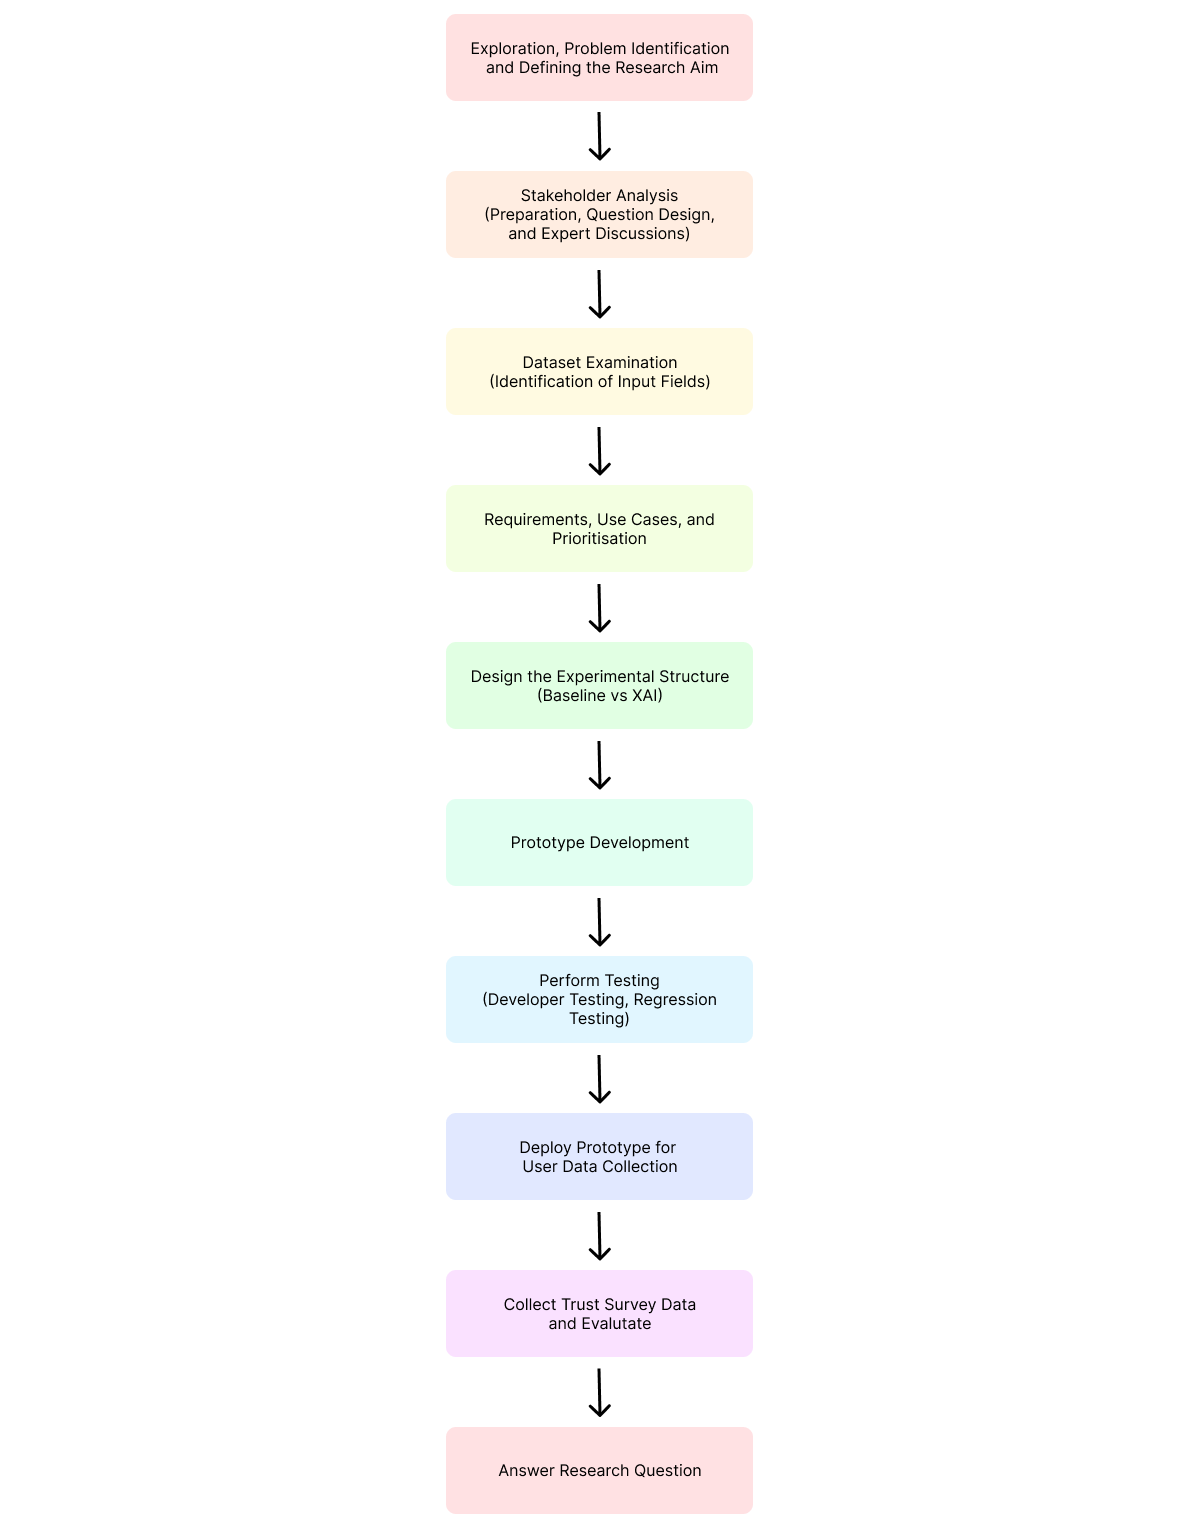 Exploration, Problem Identification
and Defining the Research Aim
Stakeholder Analysis
(Preparation, Question Design,
and Expert Discussions)
Dataset Examination
(Identification of Input Fields)
Requirements, Use Cases, and
Prioritisation
Design the Experimental Structure
(Baseline vs XAI)
Prototype Development
Perform Testing
(Developer Testing, Regression
Testing)
Deploy Prototype for
User Data Collection
Collect Trust Survey Data
and Evalutate
Answer Research Question